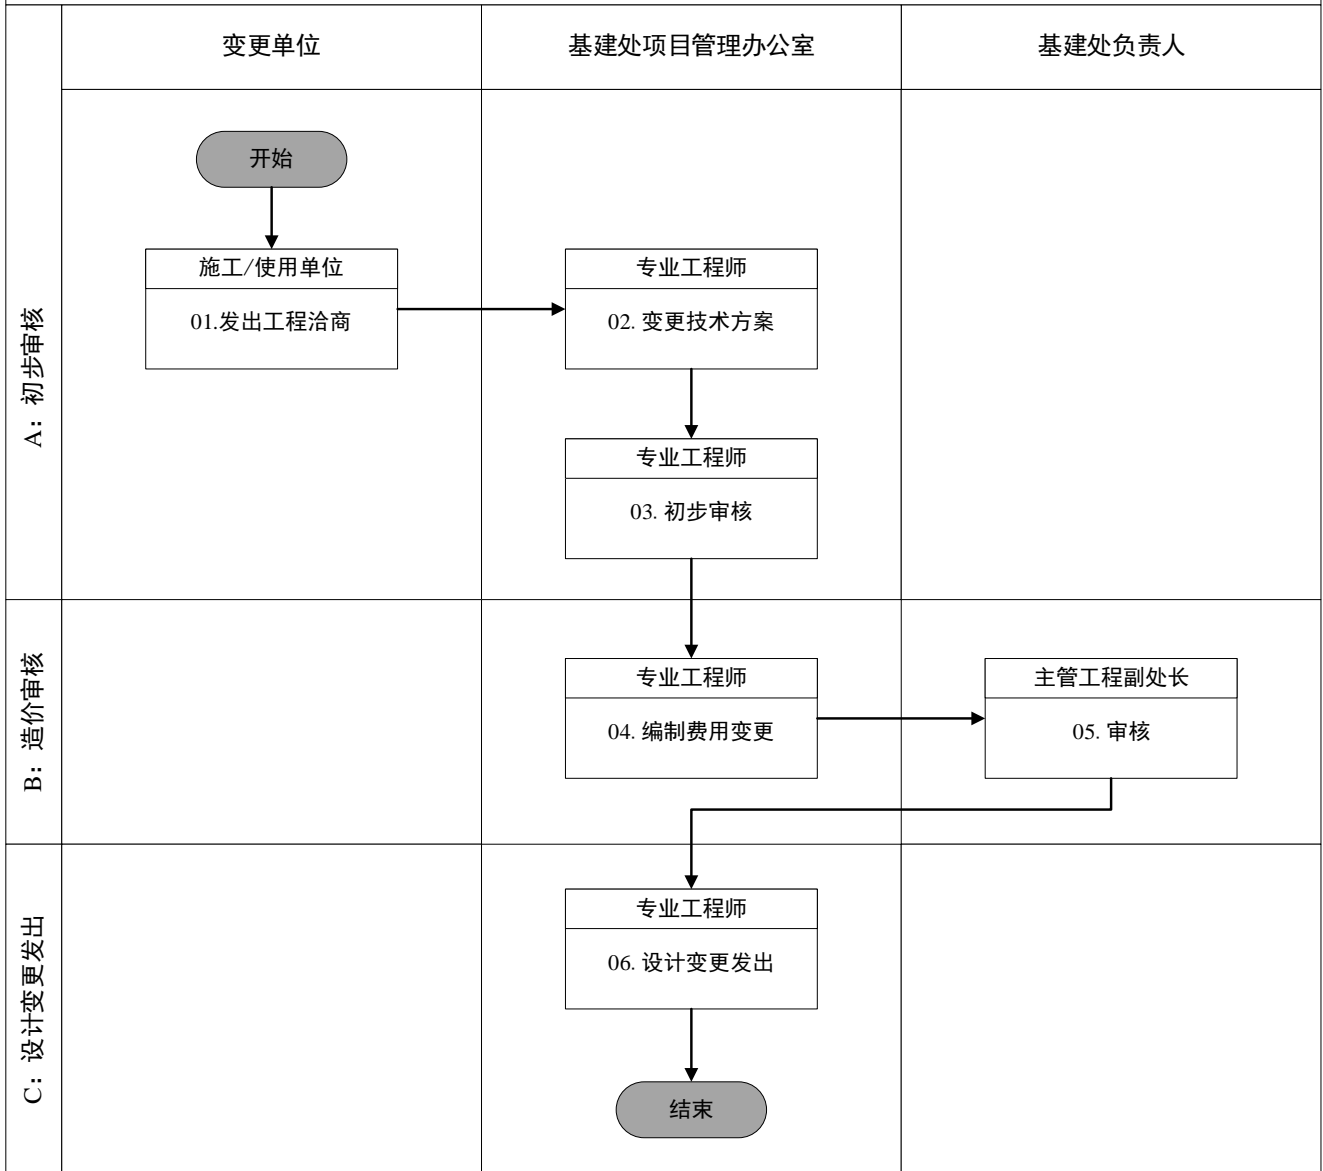 变更单位
基建处项目管理办公室
基建处负责人
A：初步审核
开始
施工/使用单位
01.发出工程洽商
专业工程师
02. 变更技术方案
专业工程师
03. 初步审核
B：造价审核
专业工程师
04. 编制费用变更
主管工程副处长
05. 审核
C：设计变更发出
专业工程师
06. 设计变更发出
结束